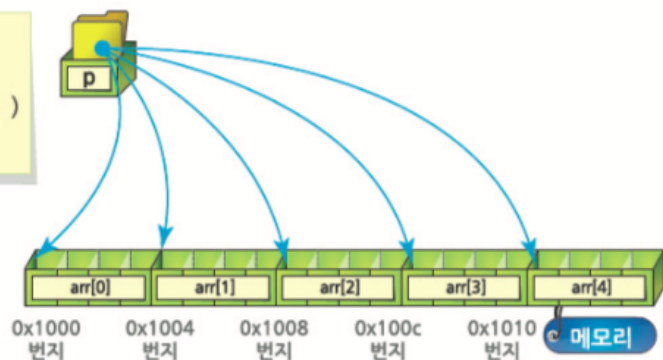 p
)
arr[0] arr[1] arr[2] arr[3] arr[4]
0x1000 0x1004 0x1008 0x100c 0x1010
번지 번지 번지 번지 번지
메모리